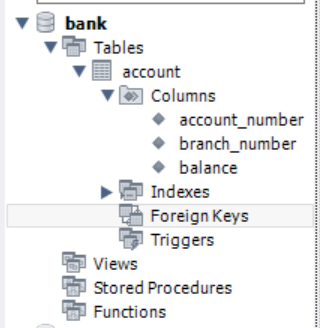 bank
Tables
account
Columns
account_number
branch_number
balance
Indexes
Foreign Keys
Triggers
Views
Stored Procedures
Functions